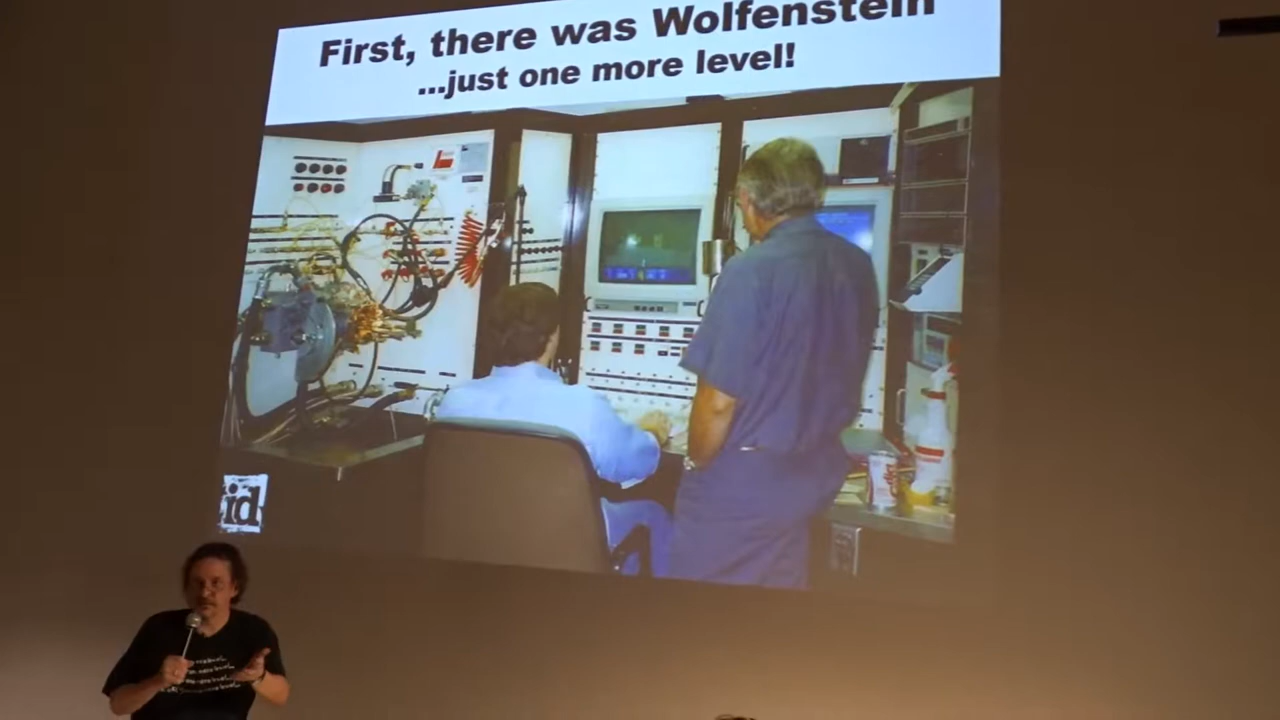 First, there was Wolfenstein
...just one more level!
id